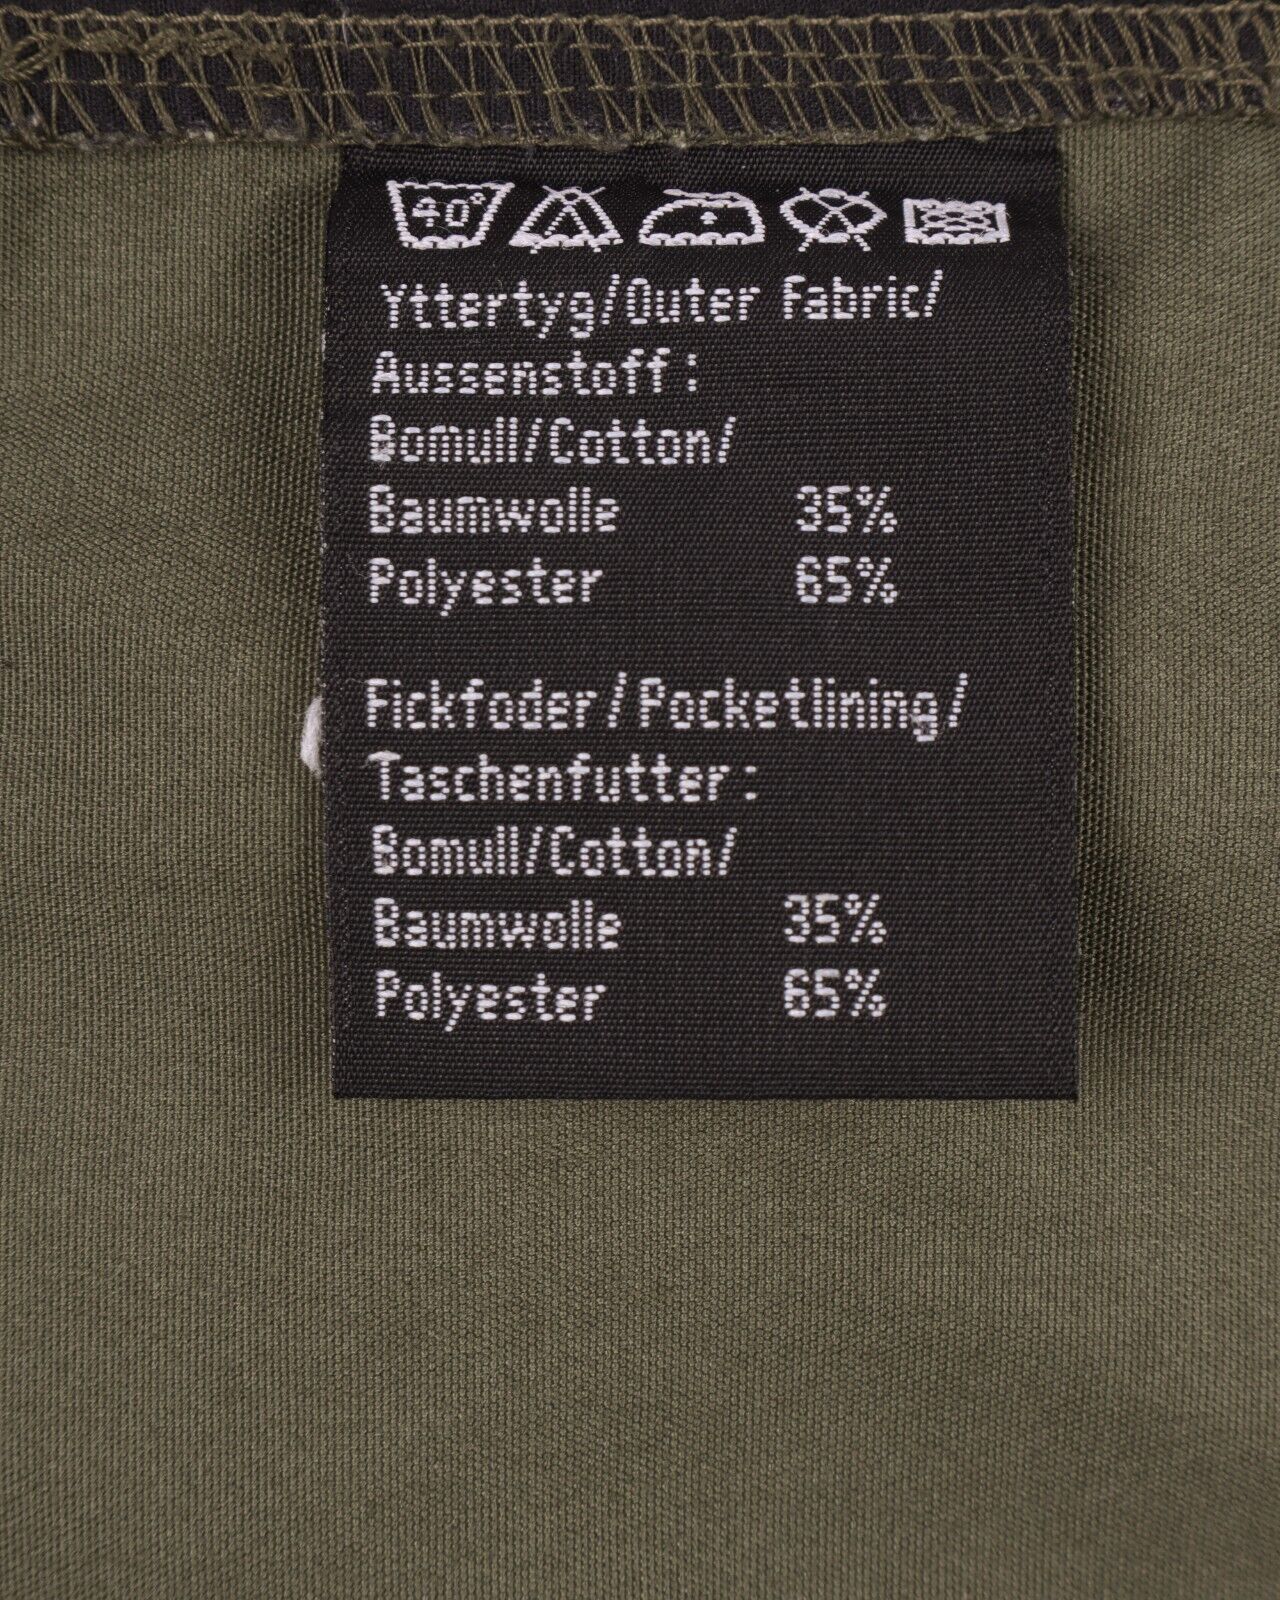 40°
Yttertyg/Outer Fabric/
Aussenstoff:
Bomull/Cotton/
Baumwolle 35%
Polyester 65%
Fickfoder/Pocketlining/
Taschenfutter:
Bomull/Cotton/
Baumwolle 35%
Polyester 65%